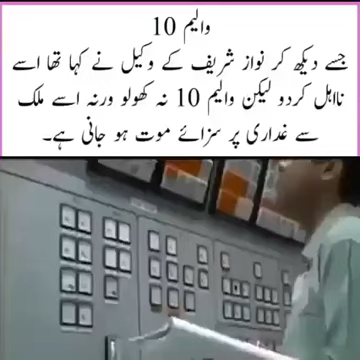 والیم 10
جسے دیکھ کر نواز شریف کے وکیل نے کہا تھا اسے
نااہل کردو لیکن والیم 10 نہ کھولو ورنہ اسے ملک
سے غداری پر سزائے موت ہو جانی ہے۔